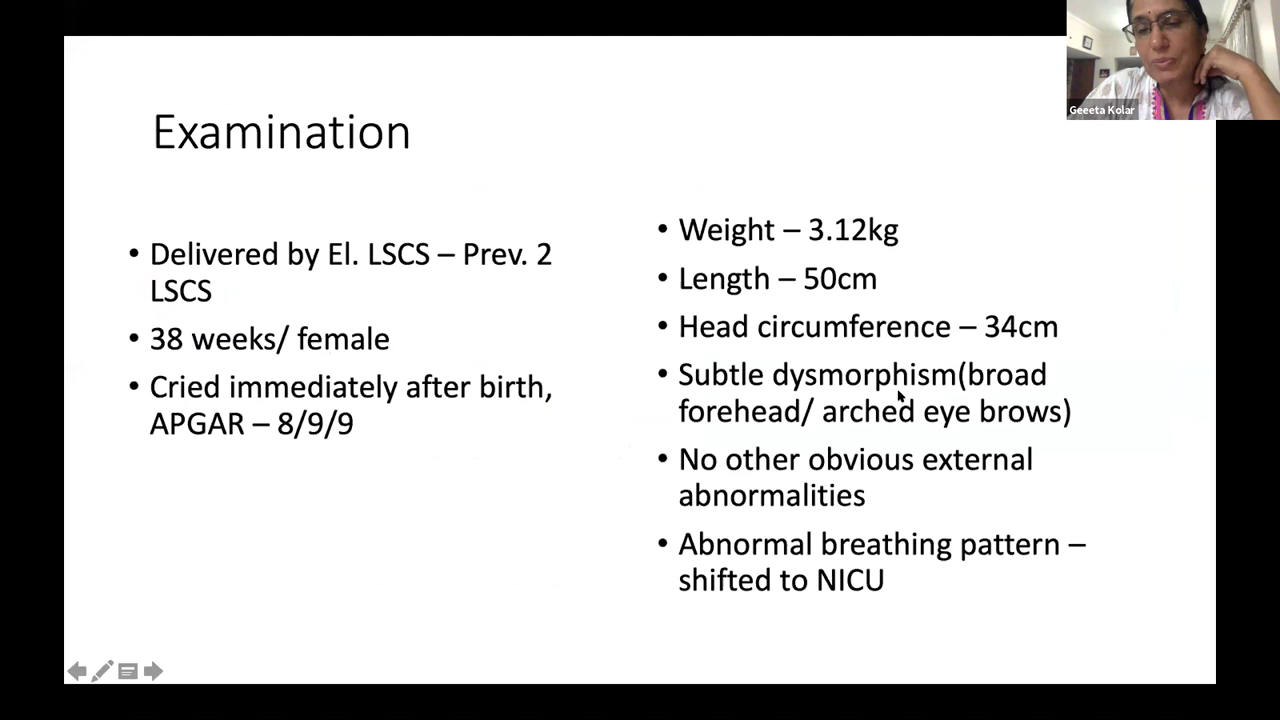 Geeeta Kolar
Examination
• Delivered by El. LSCS – Prev. 2
LSCS
• 38 weeks/ female
• Cried immediately after birth,
APGAR – 8/9/9
• Weight – 3.12kg
• Length – 50cm
• Head circumference – 34cm
• Subtle dysmorphism(broad
forehead/ arched eye brows)
• No other obvious external
abnormalities
• Abnormal breathing pattern –
shifted to NICU